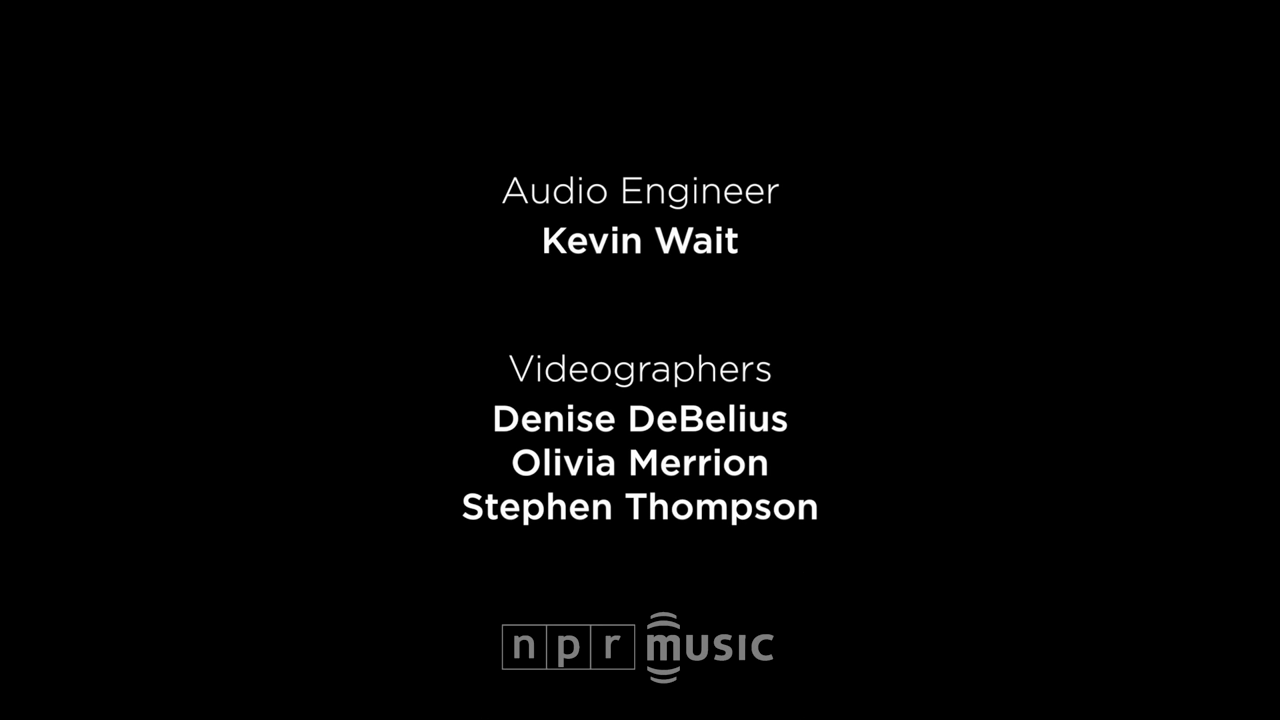 Audio Engineer
Kevin Wait
Videographers
Denise DeBelius
Olivia Merrion
Stephen Thompson
npr music